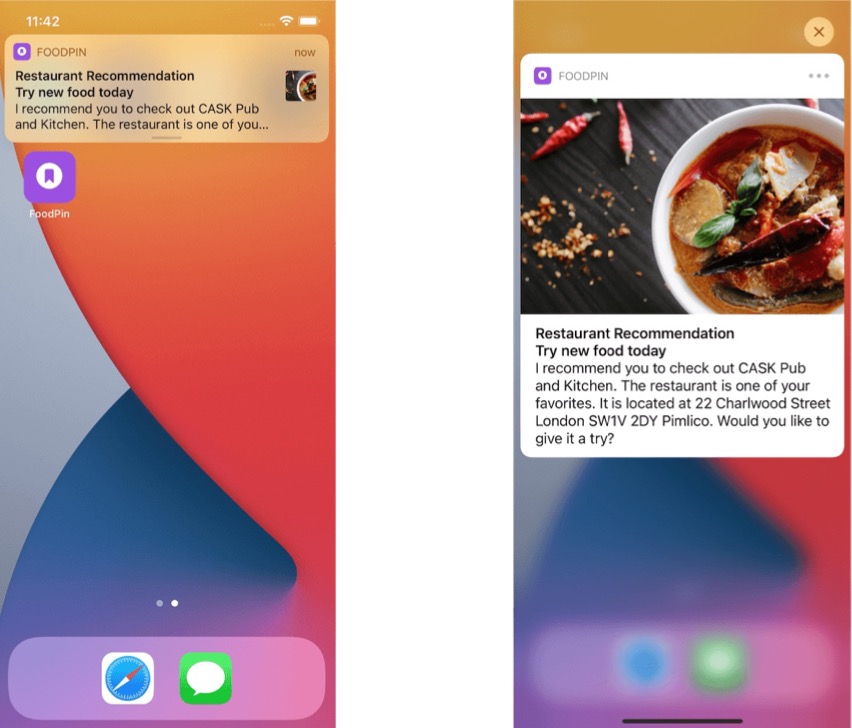 11:42
FOODPIN
now
Restaurant Recommendation
Try new food today
I recommend you to check out CASK Pub
and Kitchen. The restaurant is one of you...
FoodPin
FOODPIN
Restaurant Recommendation
Try new food today
I recommend you to check out CASK Pub
and Kitchen. The restaurant is one of your
favorites. It is located at 22 Charlwood Street
London SW1V 2DY Pimlico. Would you like to
give it a try?